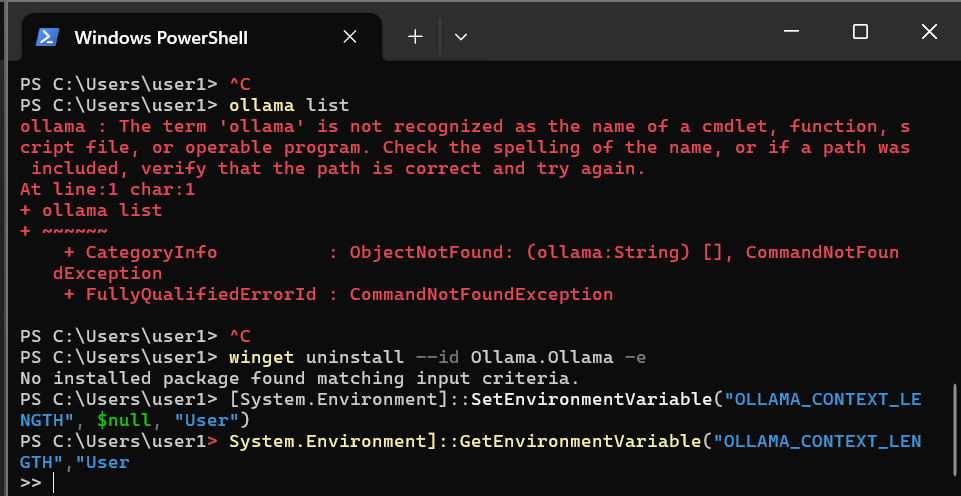 Windows PowerShell
PS C:\Users\user1> ^C
PS C:\Users\user1> ollama list
ollama : The term 'ollama' is not recognized as the name of a cmdlet, function, s
cript file, or operable program. Check the spelling of the name, or if a path was
 included, verify that the path is correct and try again.
At line:1 char:1
+ ollama list
+ ~~~~~~
    + CategoryInfo          : ObjectNotFound: (ollama:String) [], CommandNotFoun
   dException
    + FullyQualifiedErrorId : CommandNotFoundException
PS C:\Users\user1> ^C
PS C:\Users\user1> winget uninstall --id Ollama.Ollama -e
No installed package found matching input criteria.
PS C:\Users\user1> [System.Environment]::SetEnvironmentVariable("OLLAMA_CONTEXT_LE
NGTH", $null, "User")
PS C:\Users\user1> System.Environment]::GetEnvironmentVariable("OLLAMA_CONTEXT_LEN
GTH","User
>>